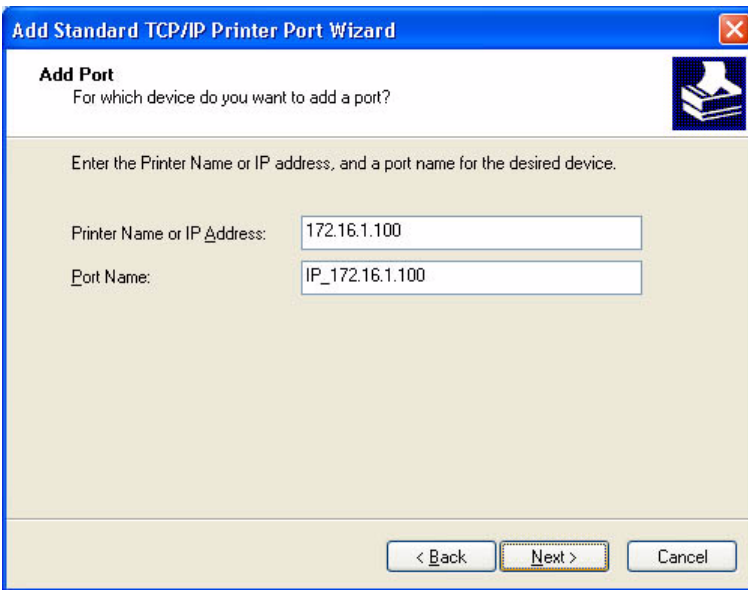 Add Standard TCP/IP Printer Port Wizard
Add Port
For which device do you want to add a port?
Enter the Printer Name or IP address, and a port name for the desired device.
Printer Name or IP Address: 172.16.1.100
Port Name: IP_172.16.1.100
< Back Next > Cancel